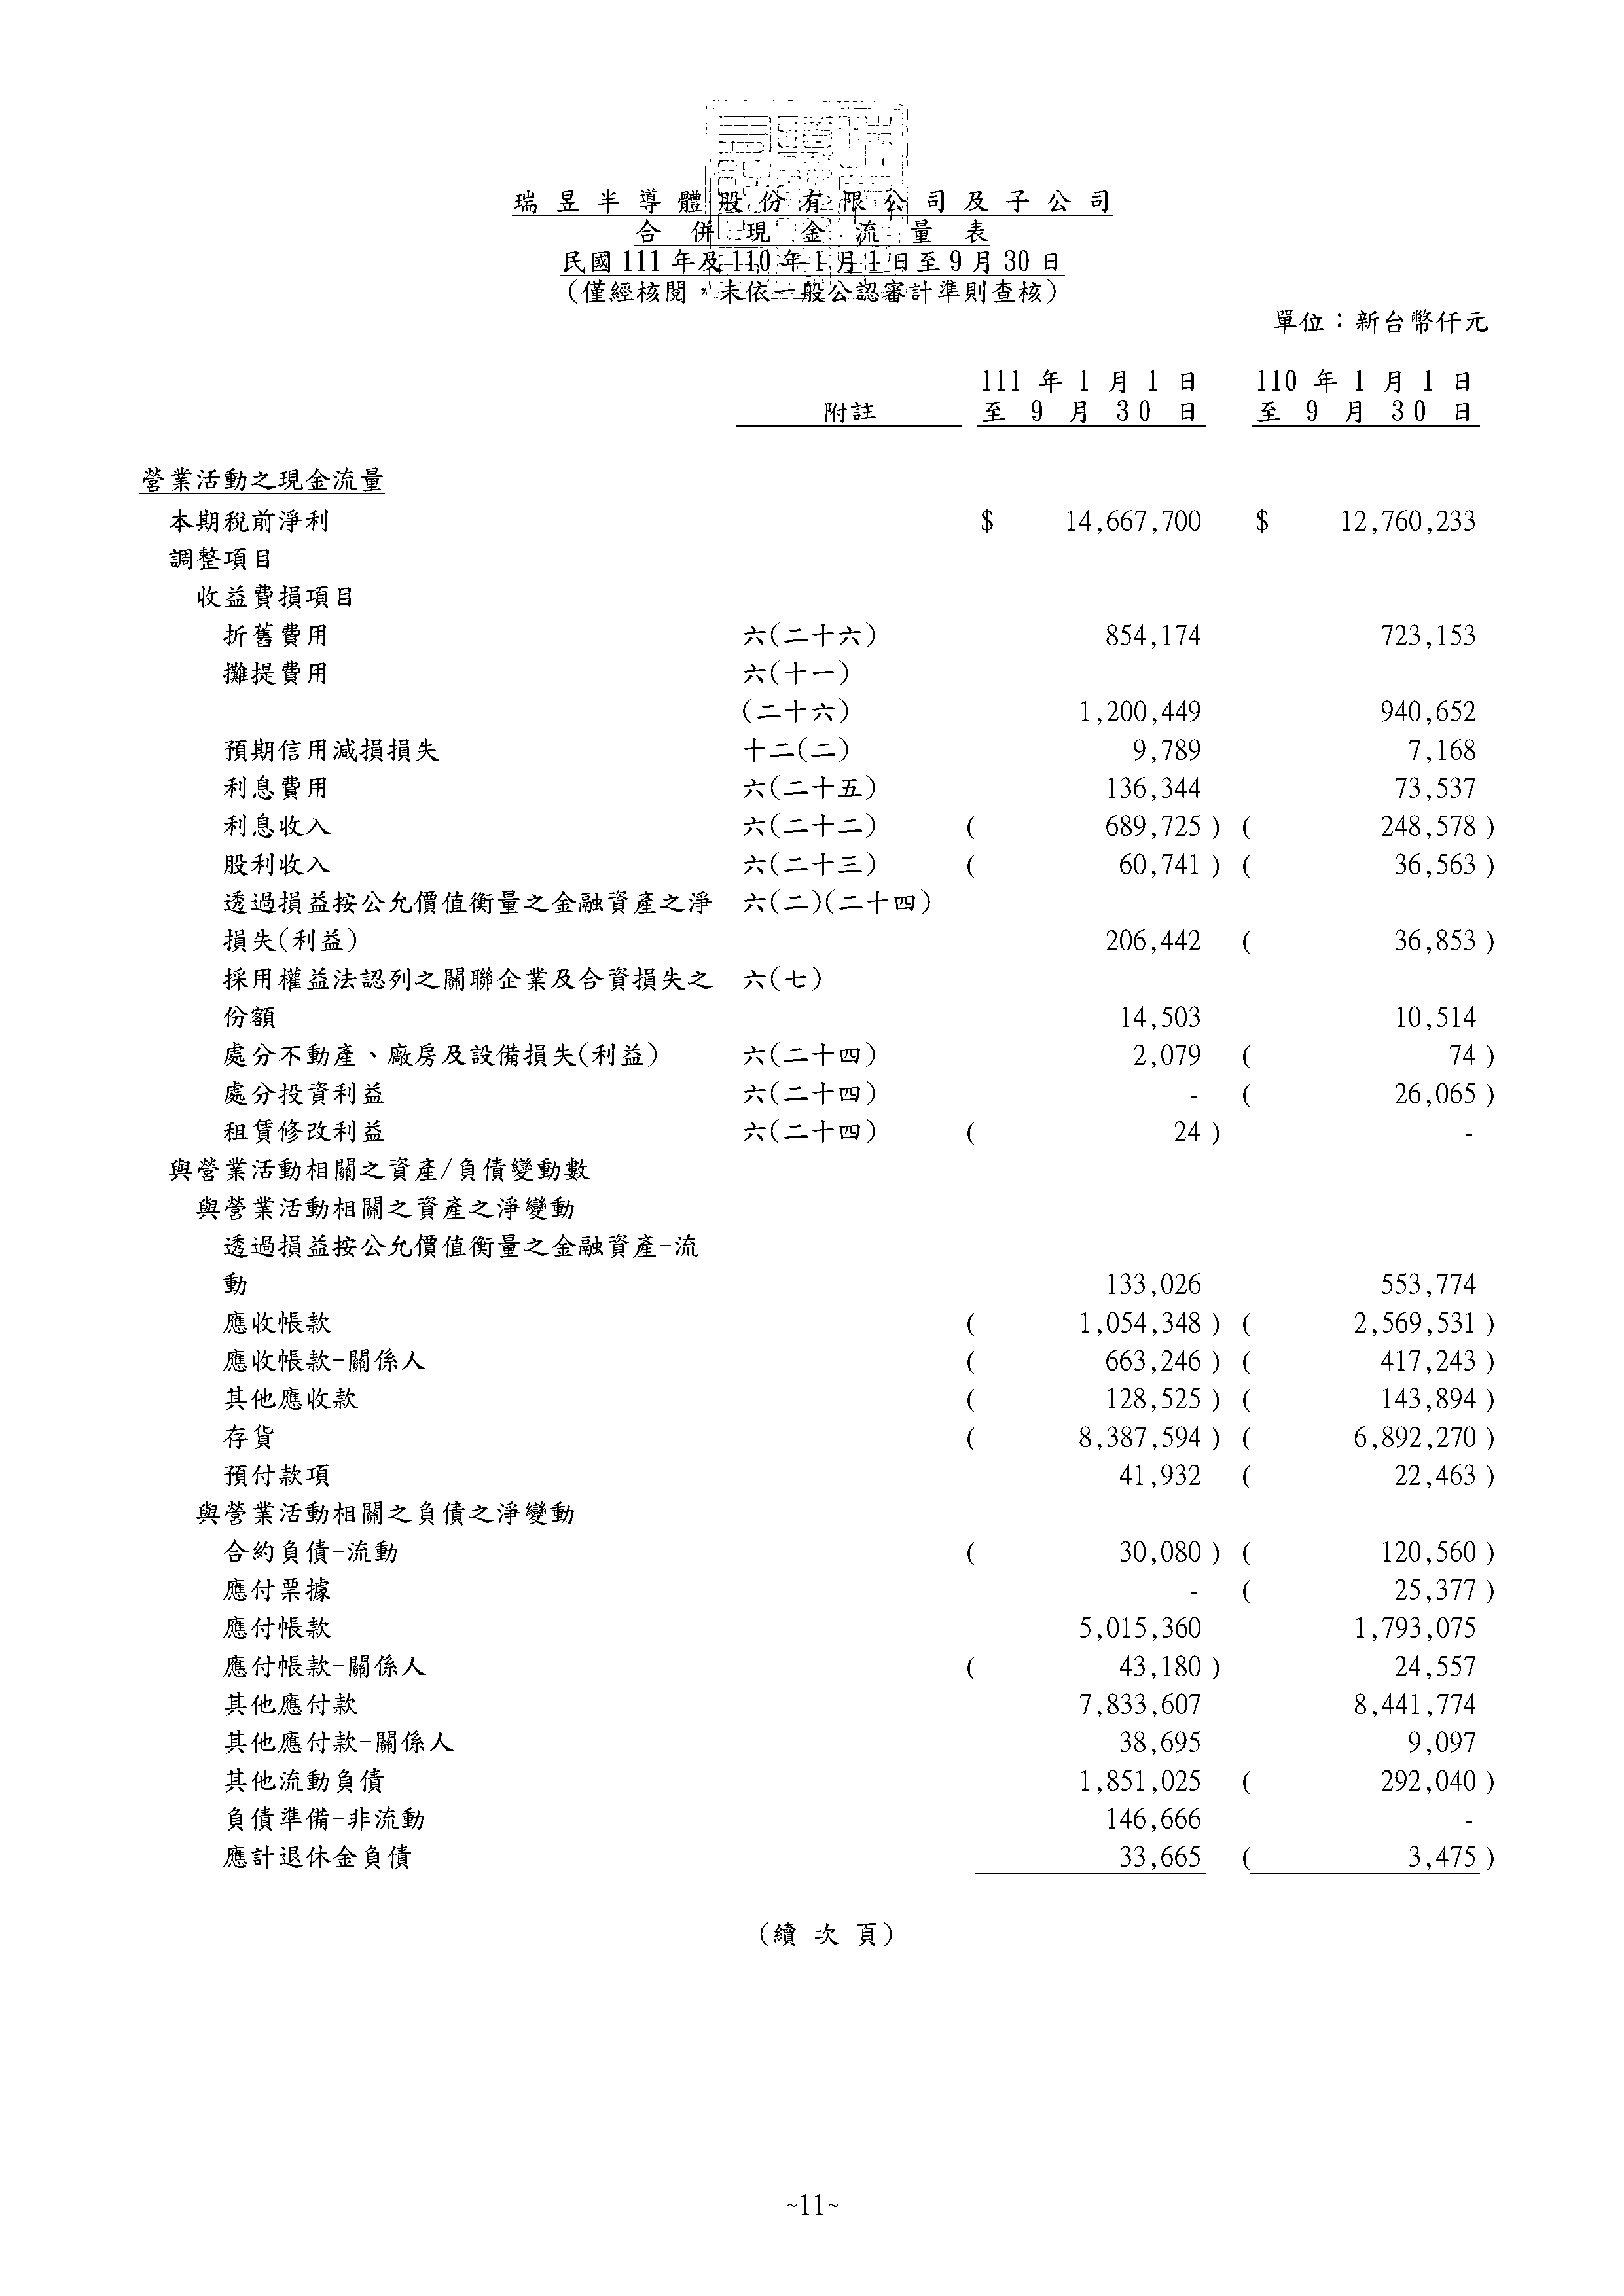 瑞昱半導體股份有限公司及子公司
合併現金流量表
民國111年及110年1月1日至9月30日
(僅經核閱，未依一般公認審計準則查核)
單位：新台幣仟元
111 年 1 月 1 日 110 年 1 月 1 日
附註 至 9 月 30 日 至 9 月 30 日
營業活動之現金流量
本期稅前淨利 $ 14,667,700 $ 12,760,233
調整項目
收益費損項目
折舊費用 六(二十六) 854,174 723,153
攤提費用 六(十一)
(二十六) 1,200,449 940,652
預期信用減損損失 十二(二) 9,789 7,168
利息費用 六(二十五) 136,344 73,537
利息收入 六(二十二) ( 689,725 ) ( 248,578 )
股利收入 六(二十三) ( 60,741 ) ( 36,563 )
透過損益按公允價值衡量之金融資產之淨 六(二)(二十四)
損失(利益) 206,442 ( 36,853 )
採用權益法認列之關聯企業及合資損失之 六(七)
份額 14,503 10,514
處分不動產、廠房及設備損失(利益) 六(二十四) 2,079 ( 74 )
處分投資利益 六(二十四) - ( 26,065 )
租賃修改利益 六(二十四) ( 24 ) -
與營業活動相關之資產/負債變動數
與營業活動相關之資產之淨變動
透過損益按公允價值衡量之金融資產-流
動 133,026 553,774
應收帳款 ( 1,054,348 ) ( 2,569,531 )
應收帳款-關係人 ( 663,246 ) ( 417,243 )
其他應收款 ( 128,525 ) ( 143,894 )
存貨 ( 8,387,594 ) ( 6,892,270 )
預付款項 41,932 ( 22,463 )
與營業活動相關之負債之淨變動
合約負債-流動 ( 30,080 ) ( 120,560 )
應付票據 - ( 25,377 )
應付帳款 5,015,360 1,793,075
應付帳款-關係人 ( 43,180 ) 24,557
其他應付款 7,833,607 8,441,774
其他應付款-關係人 38,695 9,097
其他流動負債 1,851,025 ( 292,040 )
負債準備-非流動 146,666 -
應計退休金負債 33,665 ( 3,475 )
(續次頁)
~11~